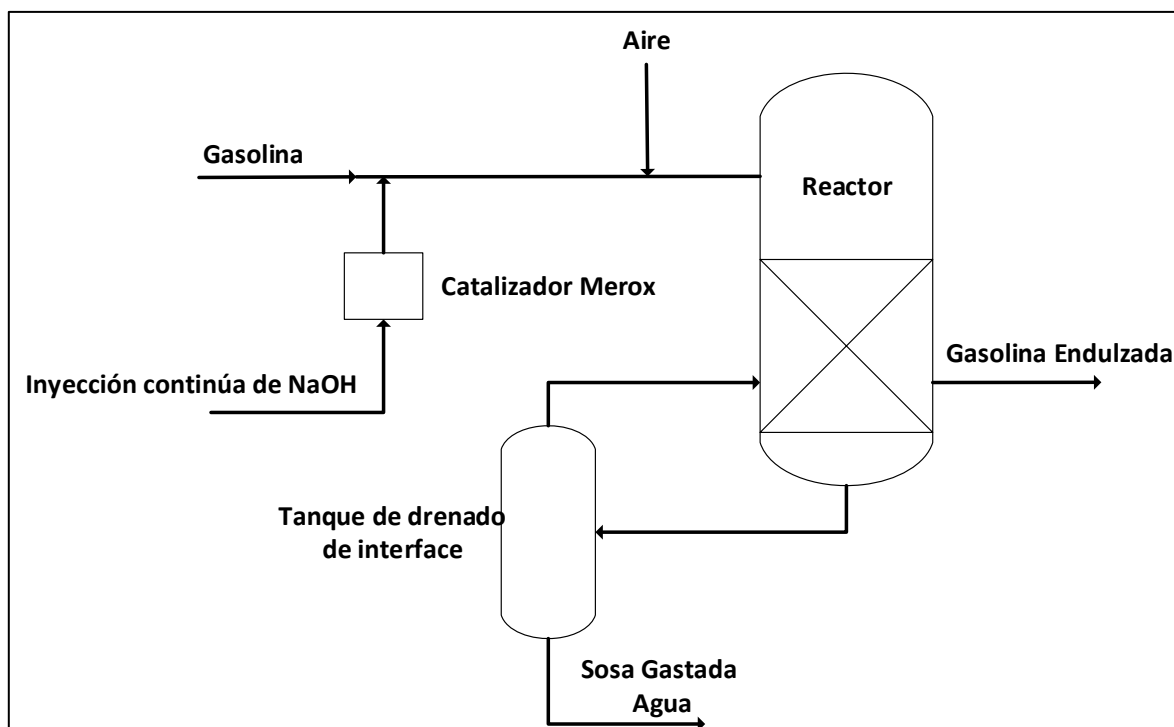 Aire
Gasolina
Reactor
Catalizador Merox
Gasolina Endulzada
Inyección continúa de NaOH
Tanque de drenado
de interface
Sosa Gastada
Agua